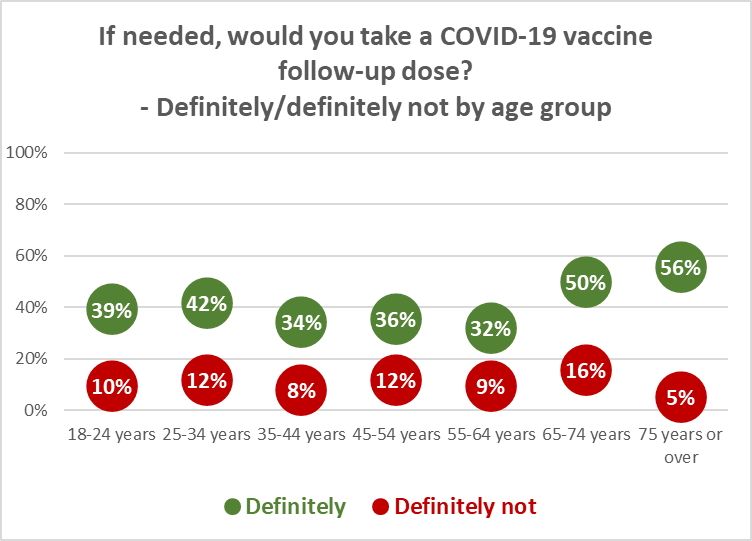 If needed, would you take a COVID-19 vaccine
follow-up dose?
- Definitely/definitely not by age group
100%
80%
60%
40%
20%
0%
39%
42%
34%
36%
32%
50%
56%
10%
12%
8%
12%
9%
16%
5%
18-24 years
25-34 years
35-44 years
45-54 years
55-64 years
65-74 years
75 years or
over
Definitely
Definitely not